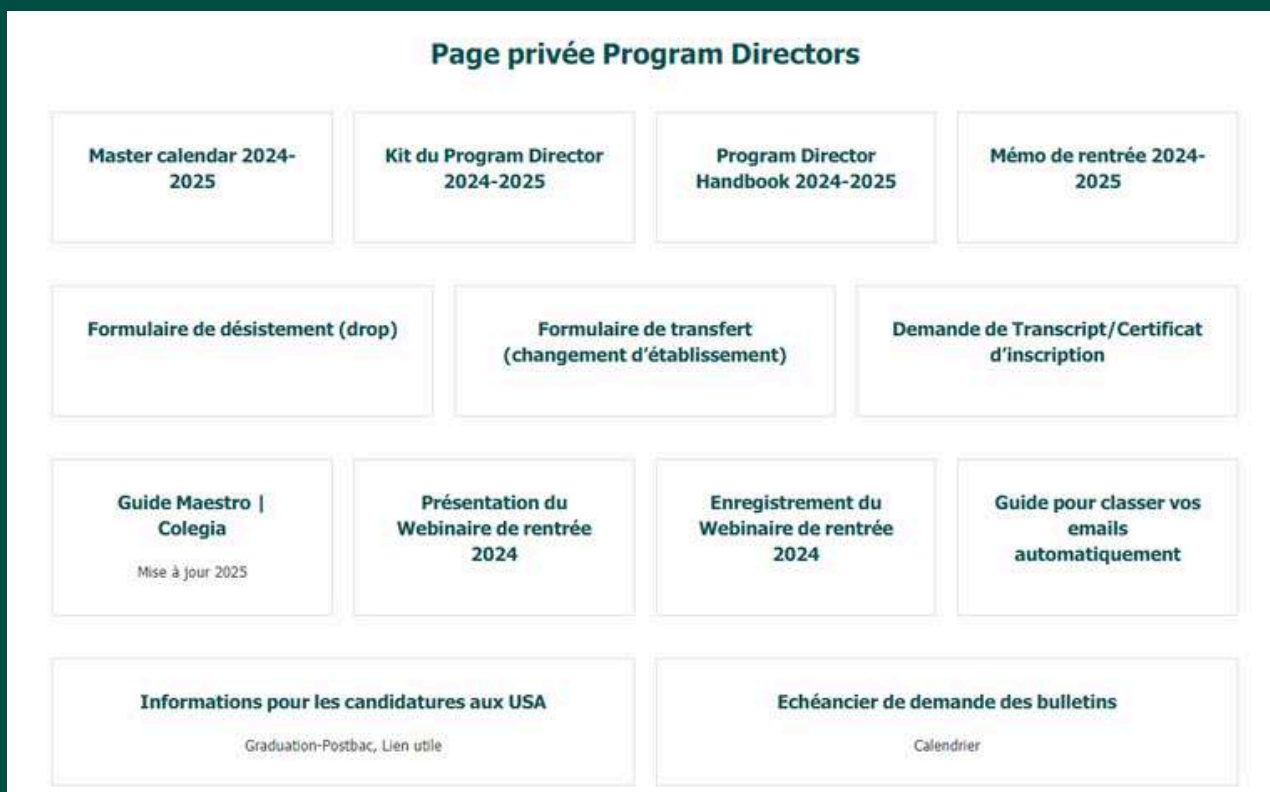 Page privée Program Directors
Master calendar 2024-
2025
Kit du Program Director
2024-2025
Program Director
Handbook 2024-2025
Mémo de rentrée 2024-
2025
Formulaire de désistement (drop)
Formulaire de transfert
(changement d'établissement)
Demande de Transcript/Certificat
d'inscription
Guide Maestro |
Colegia
Mise à jour 2025
Présentation du
Webinaire de rentrée
2024
Enregistrement du
Webinaire de rentrée
2024
Guide pour classer vos
emails
automatiquement
Informations pour les candidatures aux USA
Graduation-Postbac, Lien utile
Echéancier de demande des bulletins
Calendrier